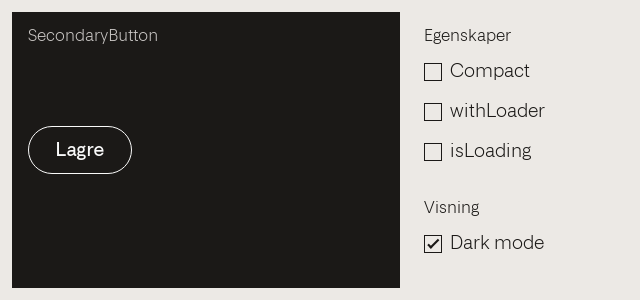 SecondaryButton
Lagre
Egenskaper
Compact
withLoader
isLoading
Visning
Dark mode